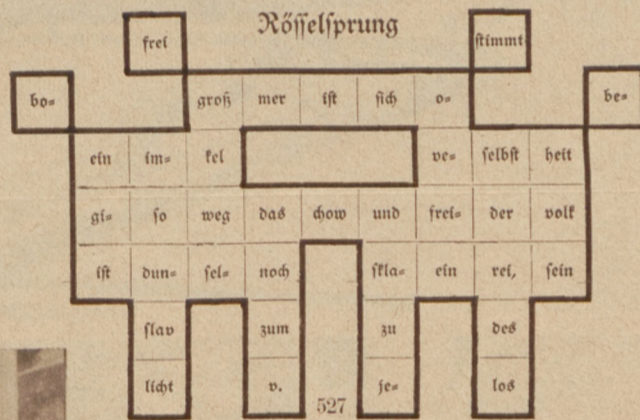 Rösselsprung
frei stimmt
bo- groß mer ist sich o- be-
ein im- kel ve- selbst heit
gi- so weg das chow und frei- der volk
ist dun- sel- noch skla- ein rei, sein
slav zum zu des
licht v. je- los
527